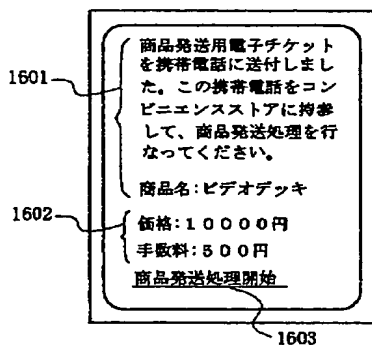 商品発送用電子チケット
を携帯電話に送付しまし
た。この携帯電話をコン
ビニエンスストアに持参
して、商品発送処理を行
なってください。
商品名:ビデオデッキ
価格:10000円
手数料:500円
商品発送処理開始
1601
1602
1603